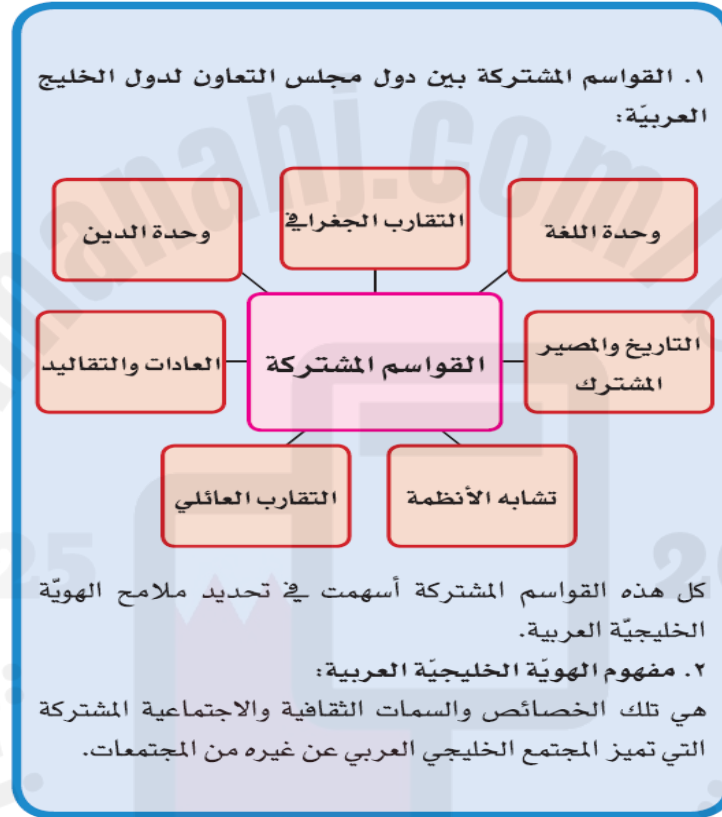 ١. القواسم المشتركة بين دول مجلس التعاون لدول الخليج
العربيّة:
وحدة اللغة
التقارب الجغرافي
وحدة الدين
التاريخ والمصير
المشترك
القواسم المشتركة
العادات والتقاليد
تشابه الأنظمة
التقارب العائلي
كل هذه القواسم المشتركة أسهمت في تحديد ملامح الهويّة
الخليجيّة العربية.
٢. مفهوم الهويّة الخليجيّة العربية:
هي تلك الخصائص والسمات الثقافية والاجتماعية المشتركة
التي تميز المجتمع الخليجي العربي عن غيره من المجتمعات.